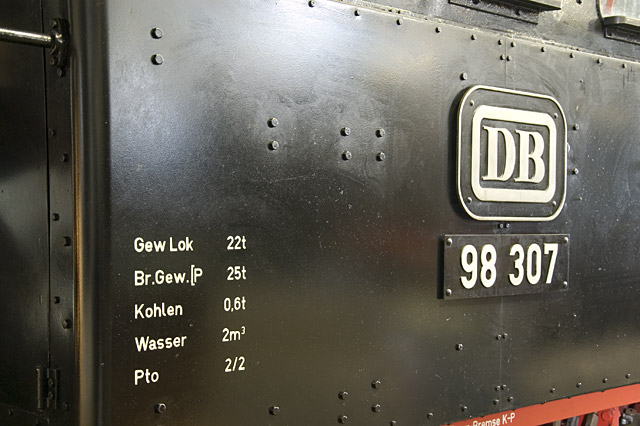 DB
98 307
Gew Lok 22t
Br.Gew.[P 25t
Kohlen 0,6t
Wasser 2m³
Pto 2/2
Bremse K-P